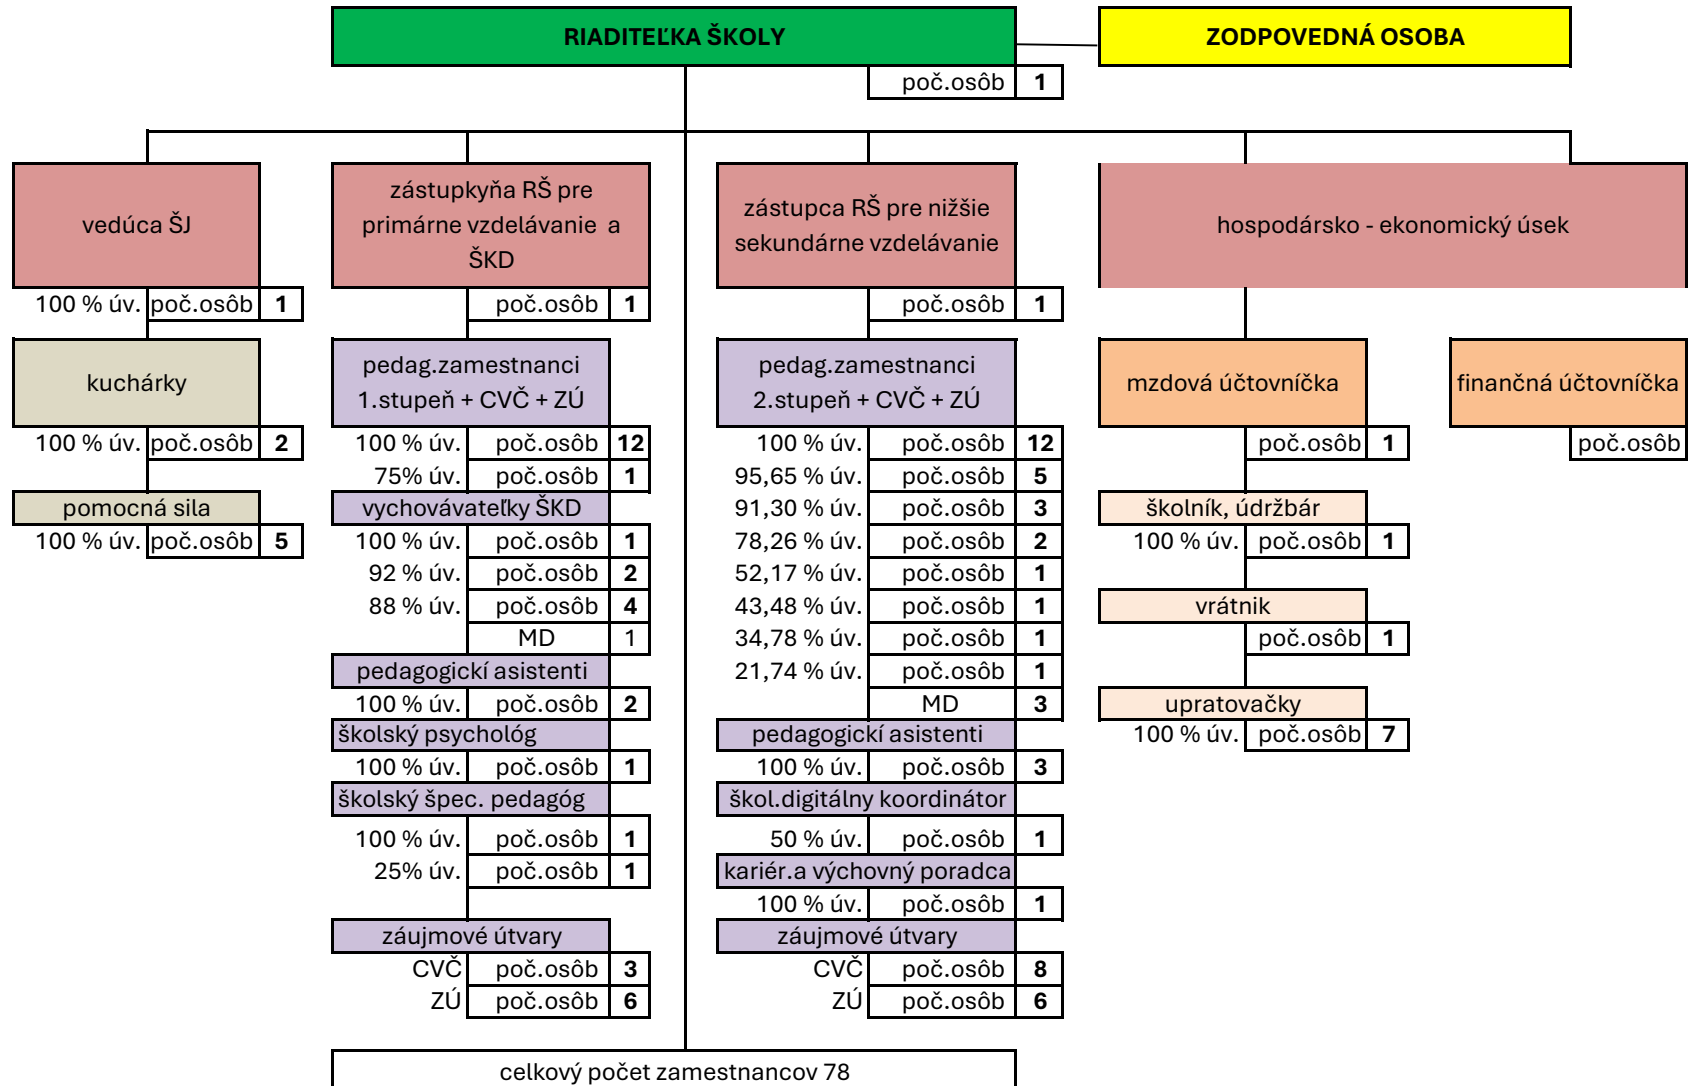 RIADITEĽKA ŠKOLY
ZODPOVEDNÁ OSOBA
poč.osôb 1
vedúca ŠJ
100 % úv. poč.osôb 1
kuchárky
100 % úv. poč.osôb 2
pomocná sila
100 % úv. poč.osôb 5
zástupkyňa RŠ pre
primárne vzdelávanie a
ŠKD
poč.osôb 1
pedag.zamestnanci
1.stupeň + CVČ + ZÚ
100 % úv. poč.osôb 12
75% úv. poč.osôb 1
vychovávateľky ŠKD
100 % úv. poč.osôb 1
92 % úv. poč.osôb 2
88 % úv. poč.osôb 4
MD 1
pedagogickí asistenti
100 % úv. poč.osôb 2
školský psychológ
100 % úv. poč.osôb 1
školský špec. pedagóg
100 % úv. poč.osôb 1
25% úv. poč.osôb 1
záujmové útvary
CVČ poč.osôb 3
ZÚ poč.osôb 6
zástupca RŠ pre nižšie
sekundárne vzdelávanie
poč.osôb 1
pedag.zamestnanci
2.stupeň + CVČ + ZÚ
100 % úv. poč.osôb 12
95,65 % úv. poč.osôb 5
91,30 % úv. poč.osôb 3
78,26 % úv. poč.osôb 2
52,17 % úv. poč.osôb 1
43,48 % úv. poč.osôb 1
34,78 % úv. poč.osôb 1
21,74 % úv. poč.osôb 1
MD 3
pedagogickí asistenti
100 % úv. poč.osôb 3
škol.digitálny koordinátor
50 % úv. poč.osôb 1
kariér.a výchovný poradca
100 % úv. poč.osôb 1
záujmové útvary
CVČ poč.osôb 8
ZÚ poč.osôb 6
hospodársko - ekonomický úsek
mzdová účtovníčka
poč.osôb 1
finančná účtovníčka
poč.osôb
školník, údržbár
100 % úv. poč.osôb 1
vrátnik
poč.osôb 1
upratovačky
100 % úv. poč.osôb 7
celkový počet zamestnancov 78